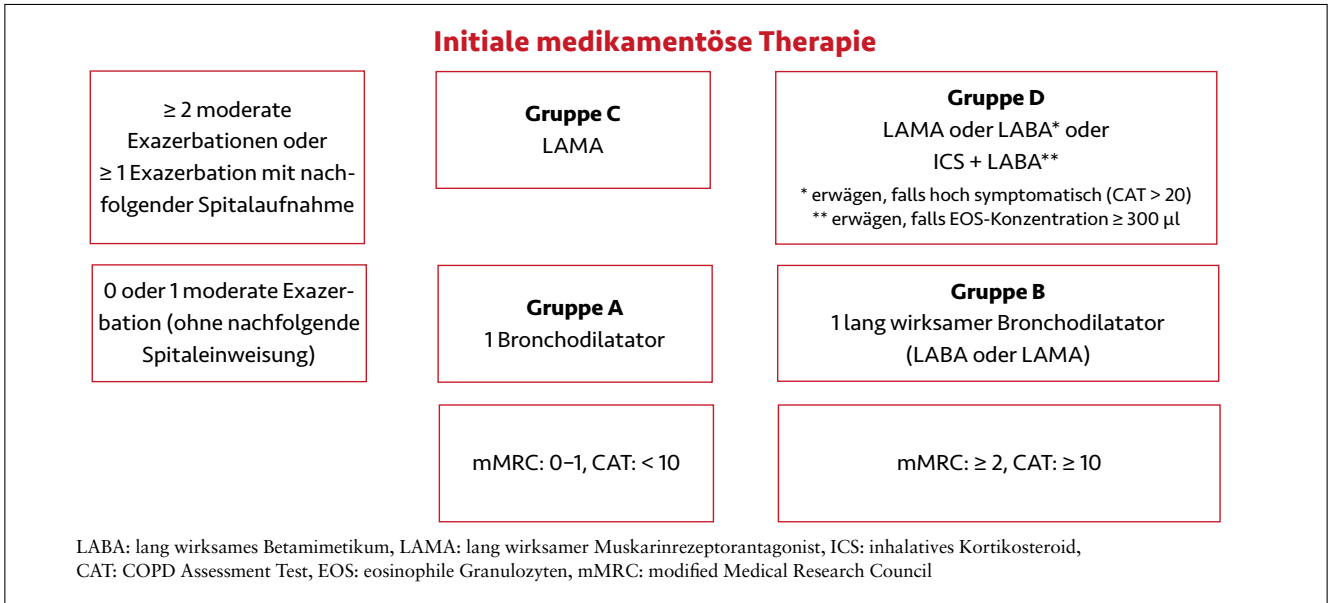 Initiale medikamentöse Therapie
≥ 2 moderate
Exazerbationen oder
≥ 1 Exazerbation mit nach-
folgender Spitalaufnahme
Gruppe C
LAMA
Gruppe D
LAMA oder LABA* oder
ICS + LABA**
* erwägen, falls hoch symptomatisch (CAT > 20)
** erwägen, falls EOS-Konzentration ≥ 300 µl
0 oder 1 moderate Exazer-
bation (ohne nachfolgende
Spitaleinweisung)
Gruppe A
1 Bronchodilatator
Gruppe B
1 lang wirksamer Bronchodilatator
(LABA oder LAMA)
mMRC: 0–1, CAT: < 10
mMRC: ≥ 2, CAT: ≥ 10
LABA: lang wirksames Betamimetikum, LAMA: lang wirksamer Muskarinrezeptorantagonist, ICS: inhalatives Kortikosteroid,
CAT: COPD Assessment Test, EOS: eosinophile Granulozyten, mMRC: modified Medical Research Council